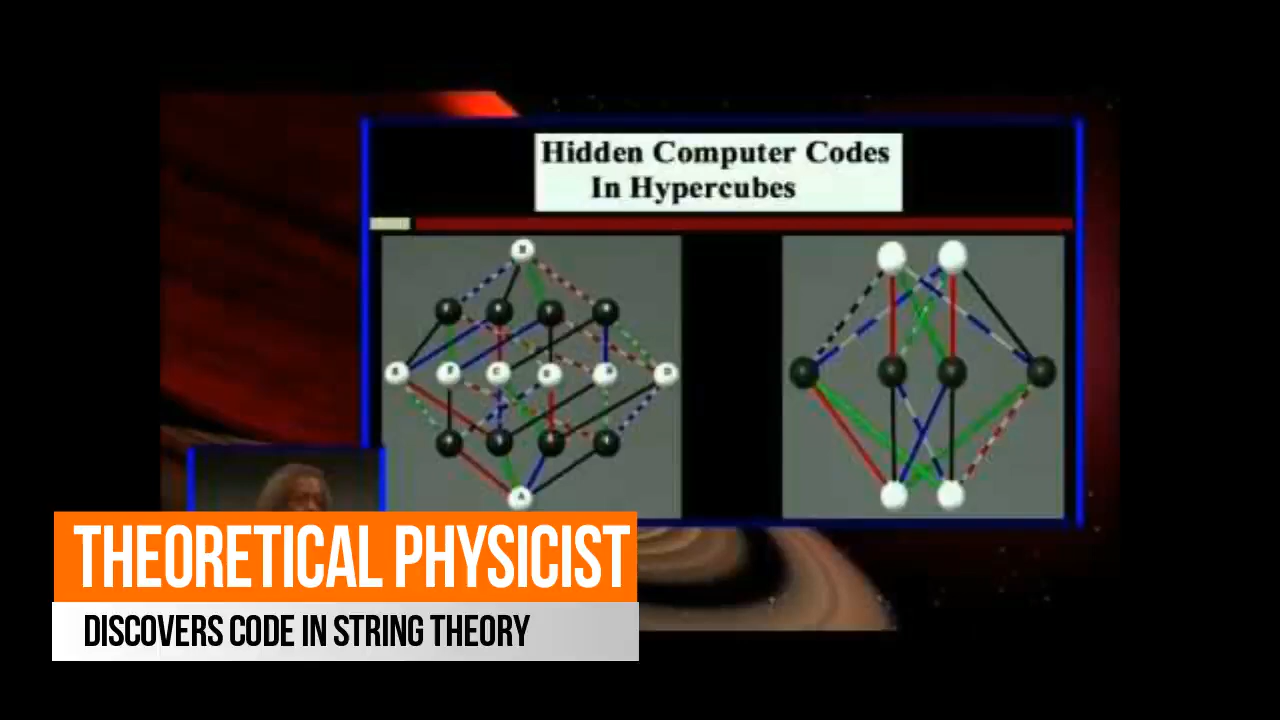 Hidden Computer Codes
In Hypercubes
THEORETICAL PHYSICIST
DISCOVERS CODE IN STRING THEORY